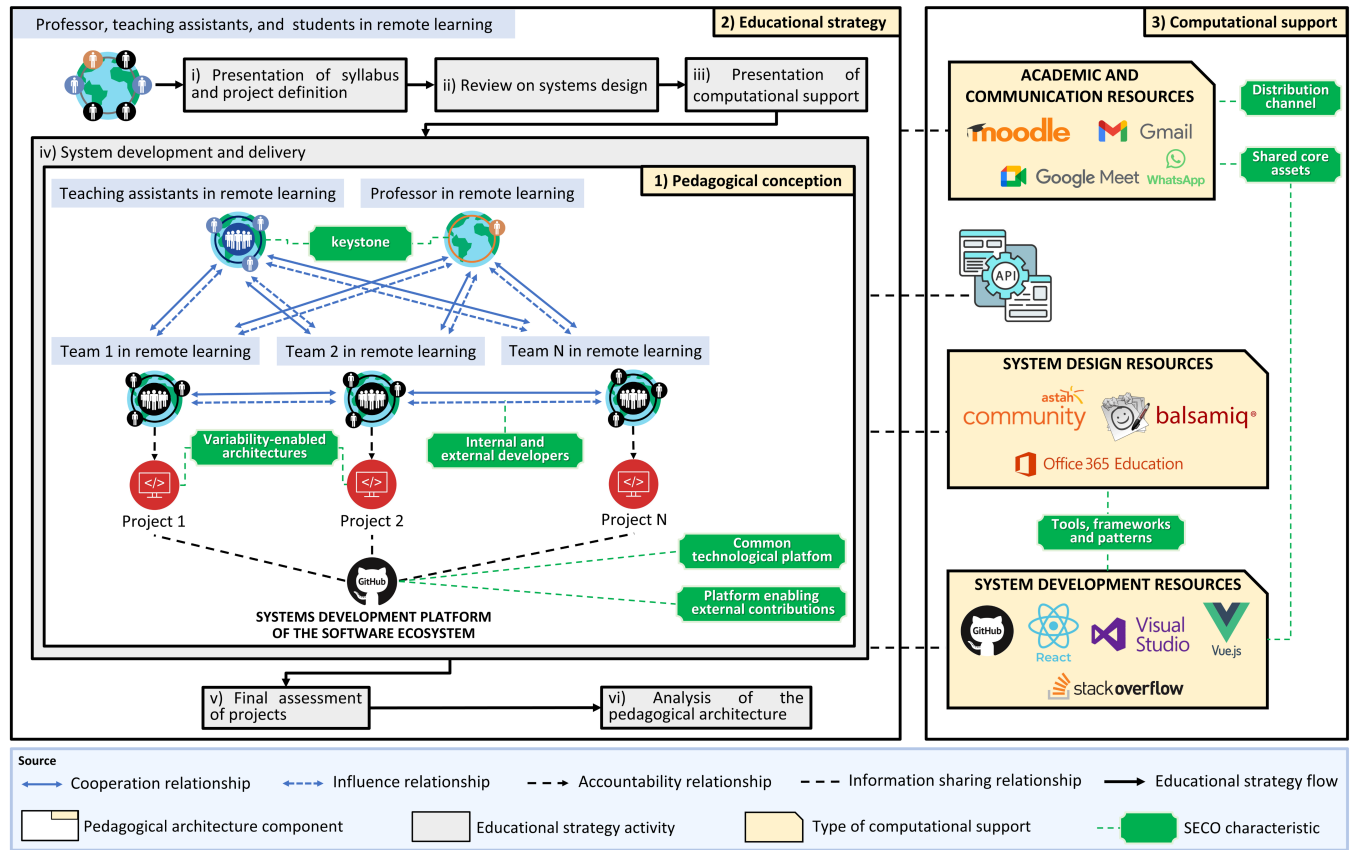 Professor, teaching assistants, and students in remote learning
2) Educational strategy
i) Presentation of syllabus
and project definition
ii) Review on systems design
iii) Presentation of
computational support
iv) System development and delivery
1) Pedagogical conception
Teaching assistants in remote learning
Professor in remote learning
keystone
Team 1 in remote learning
Team 2 in remote learning
Team N in remote learning
Variability-enabled
architectures
Internal and
external developers
</>
</>
</>
Project 1
Project 2
Project N
GitHub
Common
technological platfom
Platform enabling
external contributions
SYSTEMS DEVELOPMENT PLATFORM
OF THE SOFTWARE ECOSYSTEM
v) Final assessment
of projects
vi) Analysis of the
pedagogical architecture
3) Computational support
ACADEMIC AND
COMMUNICATION RESOURCES
moodle
Gmail
Google Meet
WhatsApp
Distribution
channel
Shared core
assets
API
SYSTEM DESIGN RESOURCES
astah
community
balsamiq®
Office 365 Education
Tools, frameworks
and patterns
SYSTEM DEVELOPMENT RESOURCES
GitHub
React
Visual
Studio
Vue.js
stackoverflow
Source
Cooperation relationship
Influence relationship
Accountability relationship
Information sharing relationship
Educational strategy flow
Pedagogical architecture component
Educational strategy activity
Type of computational support
SECO characteristic